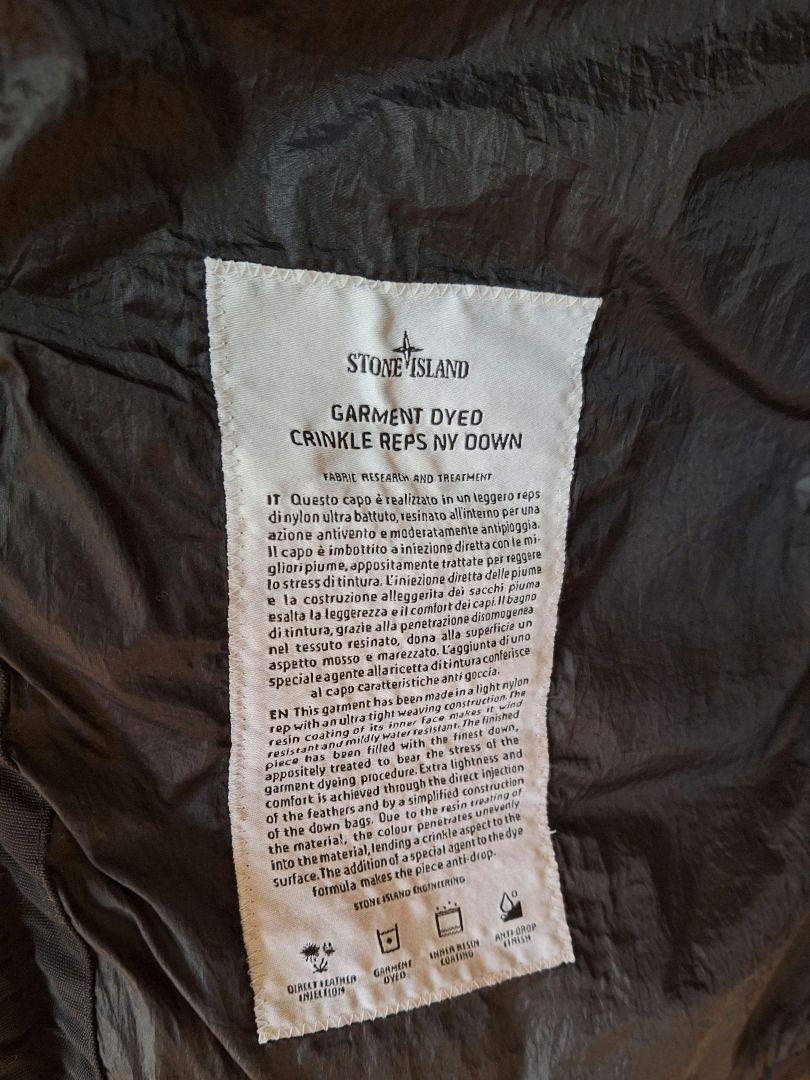 STONE ISLAND
GARMENT DYED
CRINKLE REPS NY DOWN
FABRIC RESEARCH AND TREATMENT
IT Questo capo è realizzato in un leggero reps
di nylon ultra battuto, resinato all'interno per una
azione antivento e moderatamente antipioggia.
Il capo è imbottito a iniezione diretta con le mi-
gliori piume, appositamente trattate per reggere
lo stress di tintura. L'iniezione diretta delle piume
e la costruzione alleggerita dei sacchi piuma
esalta la leggerezza e il comfort dei capi. Il bagno
di tintura, grazie alla penetrazione disomogenea
nel tessuto resinato, dona alla superficie un
aspetto mosso e marezzato. L'aggiunta di uno
speciale agente alla ricetta di tintura conferisce
al capo caratteristiche anti goccia.
EN This garment has been made in a light nylon
rep with an ultra tight weaving construction. The
resin coating of its inner face makes it wind
resistant and mildly water resistant. The finished
piece has been filled with the finest down,
appositely treated to bear the stress of the
garment dyeing procedure. Extra lightness and
comfort is achieved through the direct injection
of the feathers and by a simplified construction
of the down bags. Due to the resin treating of
the material, the colour penetrates unevenly
into the material, lending a crinkle aspect to the
surface. The addition of a special agent to the dye
formula makes the piece anti-drop.
STONE ISLAND ENGINEERING
DIRECT FEATHER
INJECTION
GARMENT
DYED
INNER RESIN
COATING
ANTI-DROP
FINISH